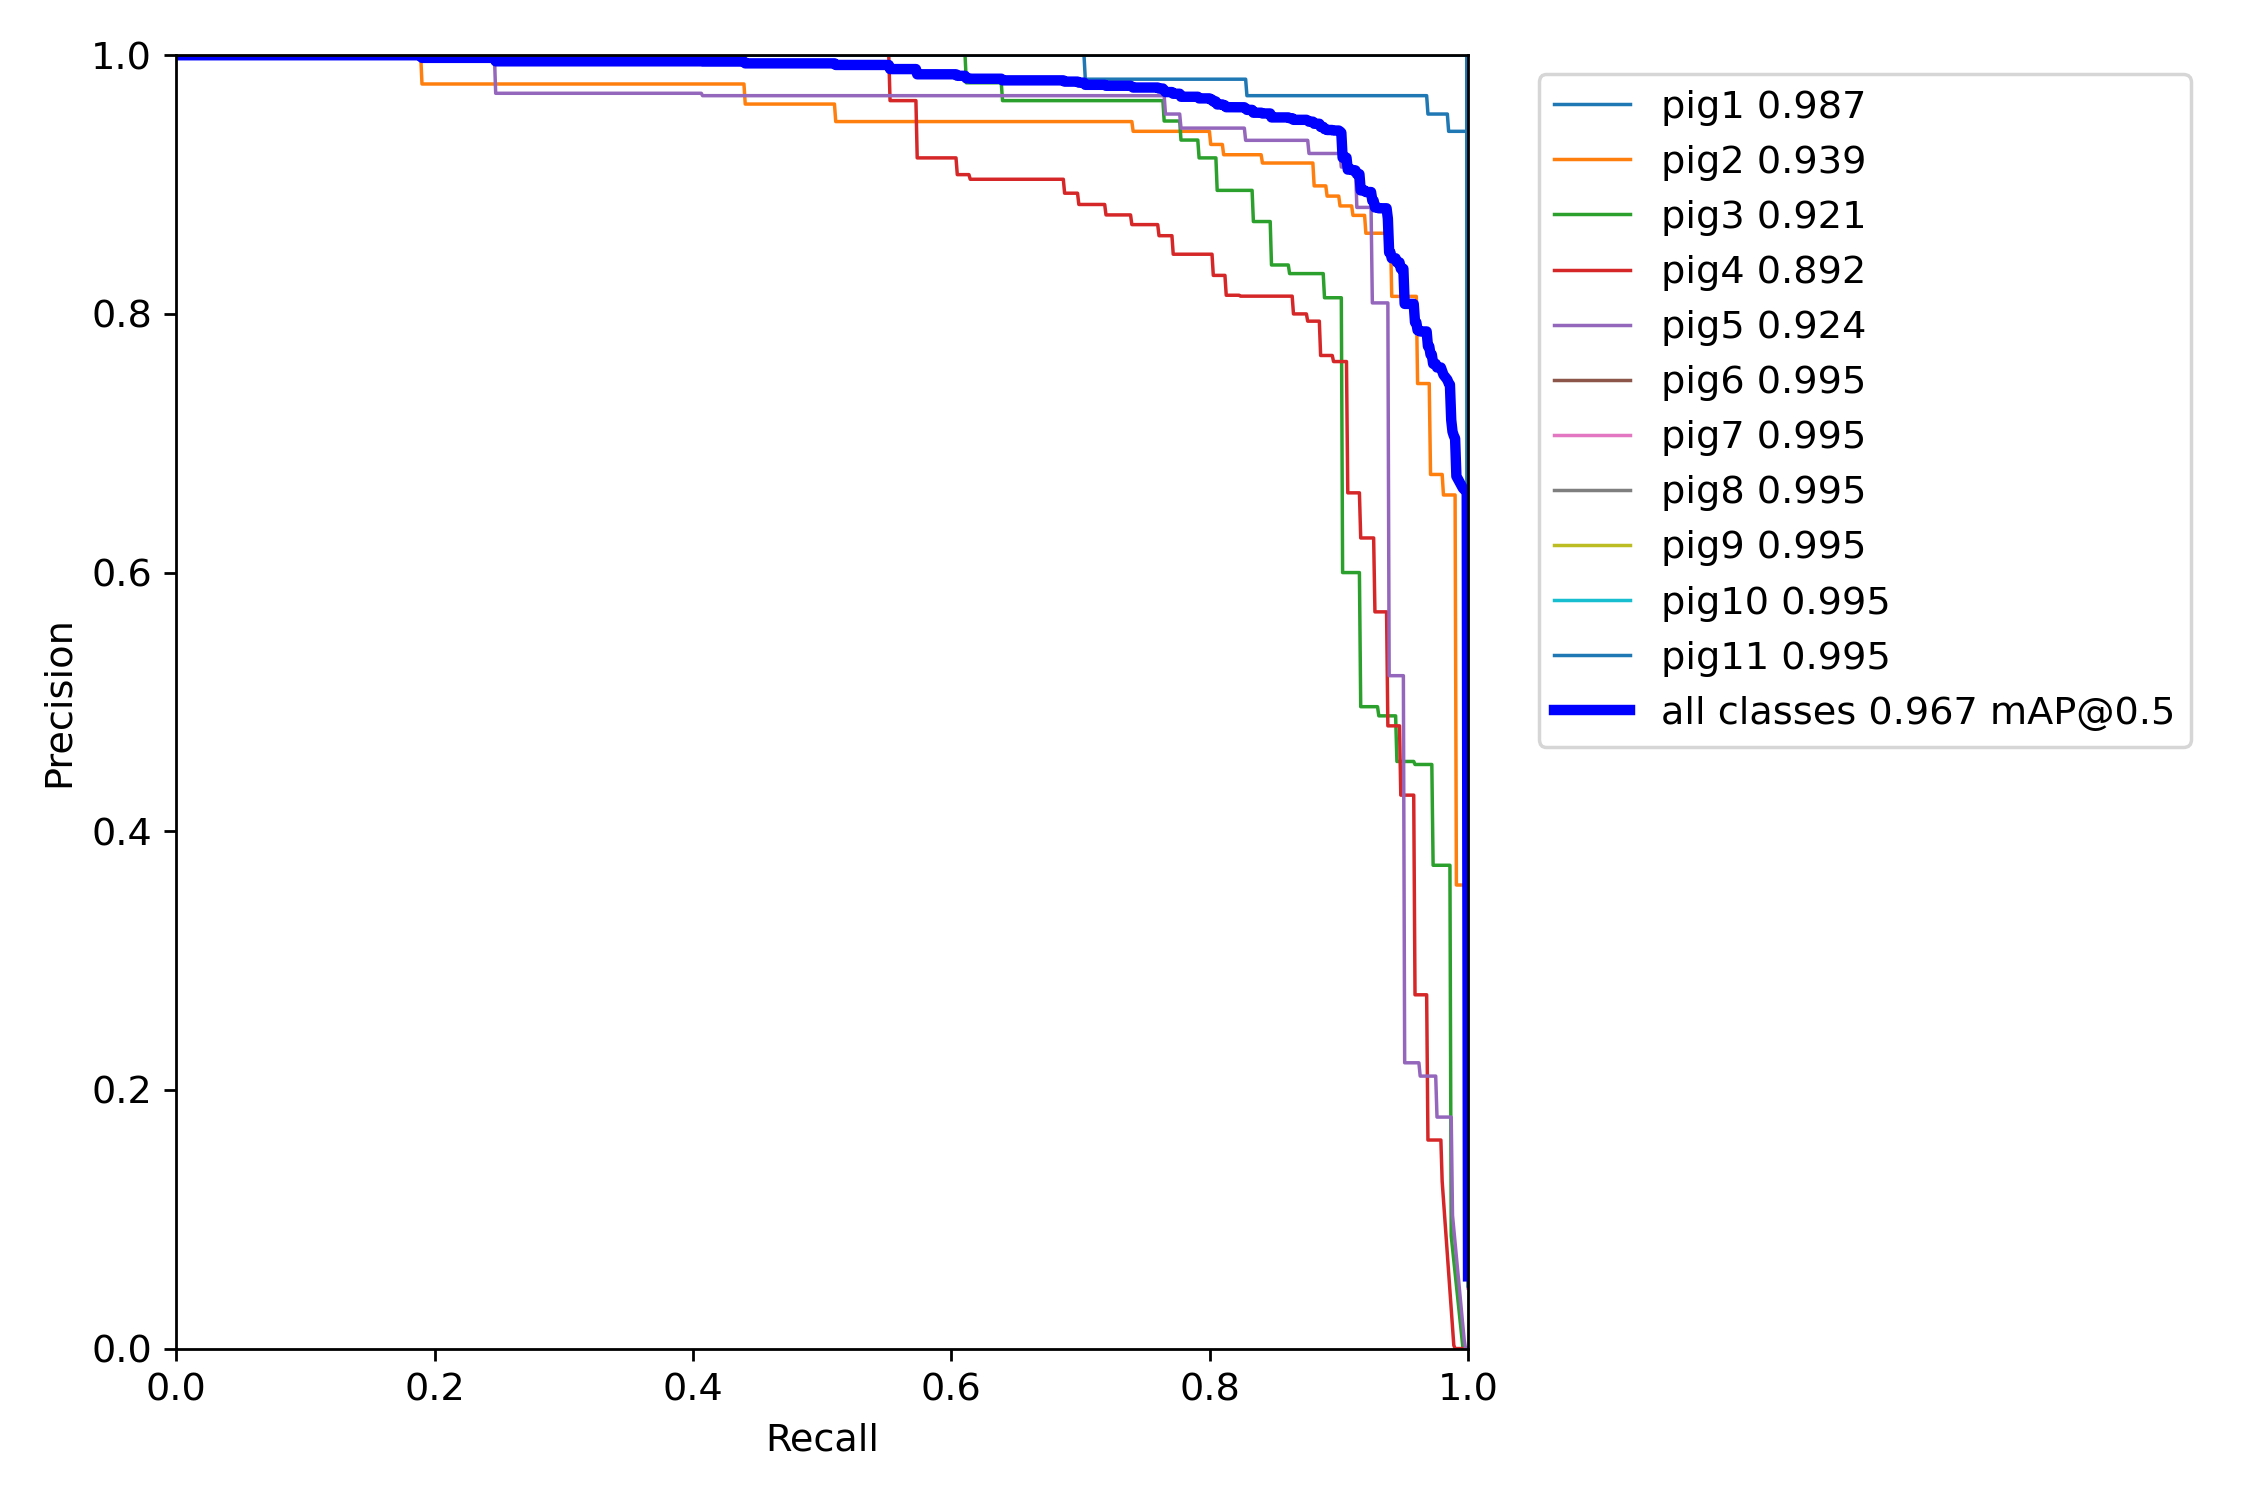 1.0
0.8
0.6
0.4
0.2
0.0
Precision
0.0 0.2 0.4 0.6 0.8 1.0
Recall
pig1 0.987
pig2 0.939
pig3 0.921
pig4 0.892
pig5 0.924
pig6 0.995
pig7 0.995
pig8 0.995
pig9 0.995
pig10 0.995
pig11 0.995
all classes 0.967 mAP@0.5